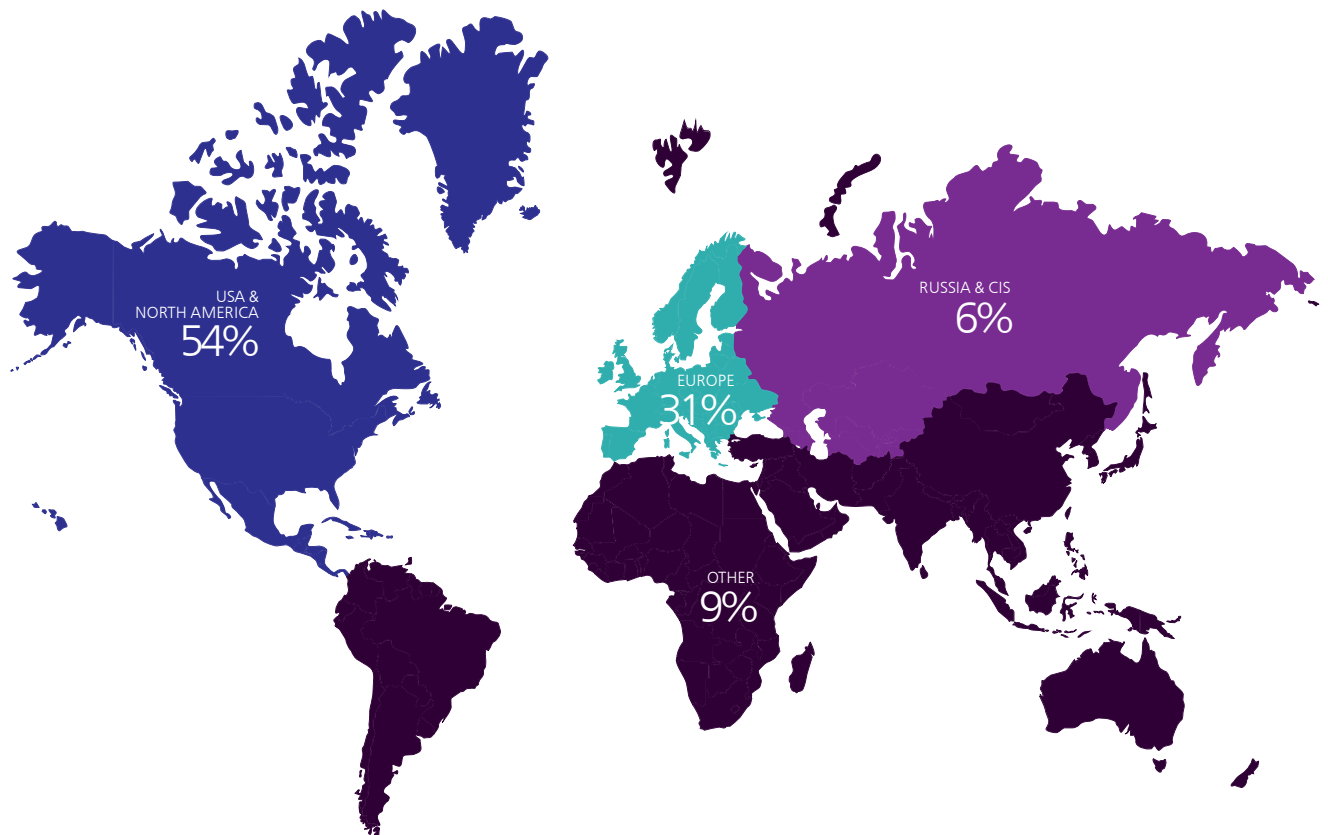 USA &
NORTH AMERICA
54%
RUSSIA & CIS
6%
EUROPE
31%
OTHER
9%